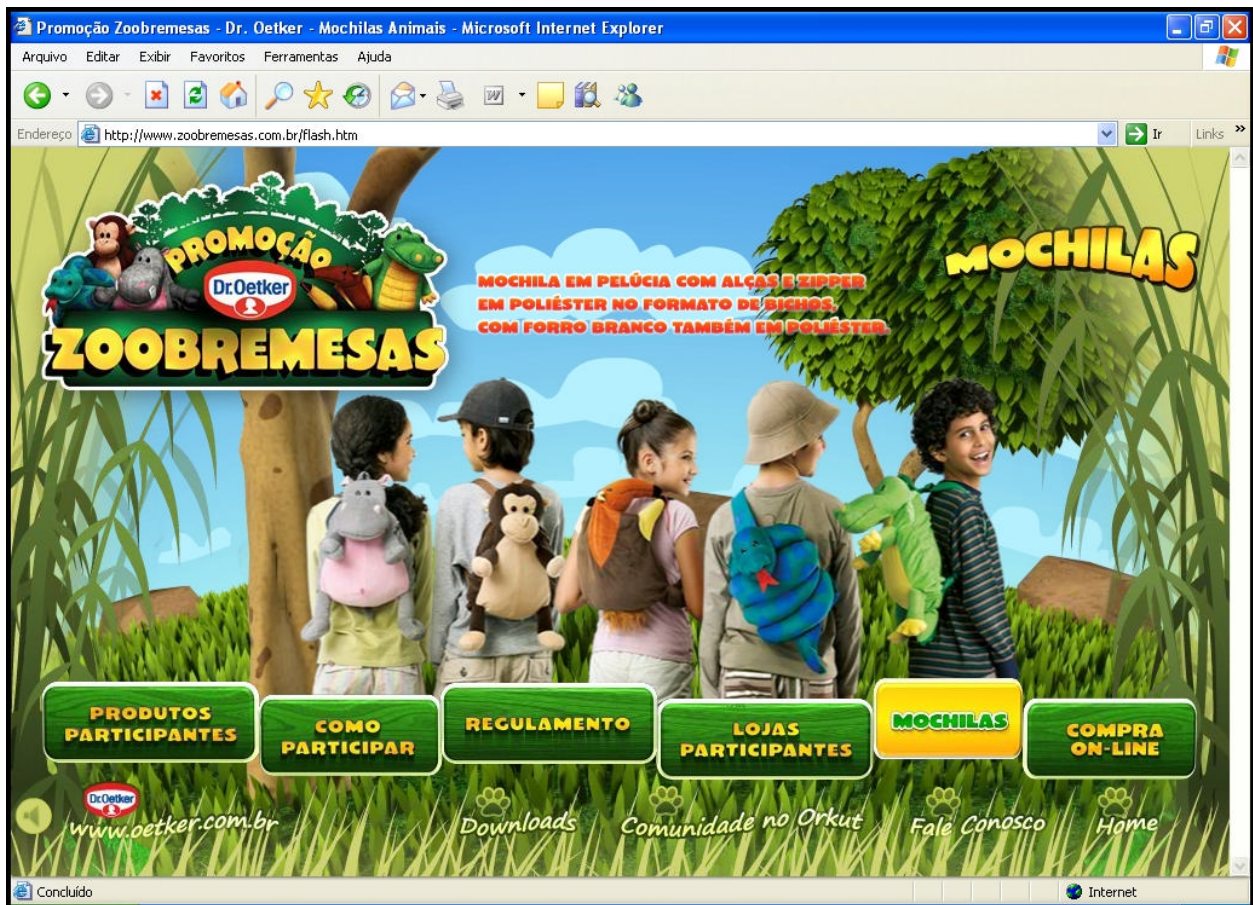 Promoção Zoobremesas - Dr. Oetker - Mochilas Animais - Microsoft Internet Explorer
Arquivo Editar Exibir Favoritos Ferramentas Ajuda
W
Endereço http://www.zoobremesas.com.br/flash.htm Ir Links »
PROMOÇÃO
Dr.Oetker
ZOOBREMESAS
MOCHILAS
MOCHILA EM PELÚCIA COM ALÇAS E ZIPPER
EM POLIÉSTER NO FORMATO DE BICHOS,
COM FORRO BRANCO TAMBÉM EM POLIÉSTER.
PRODUTOS
PARTICIPANTES
COMO
PARTICIPAR
REGULAMENTO
LOJAS
PARTICIPANTES
MOCHILAS
COMPRA
ON-LINE
Dr.Oetker
www.oetker.com.br
Downloads
Comunidade no Orkut
Fale Conosco
Home
Concluído Internet